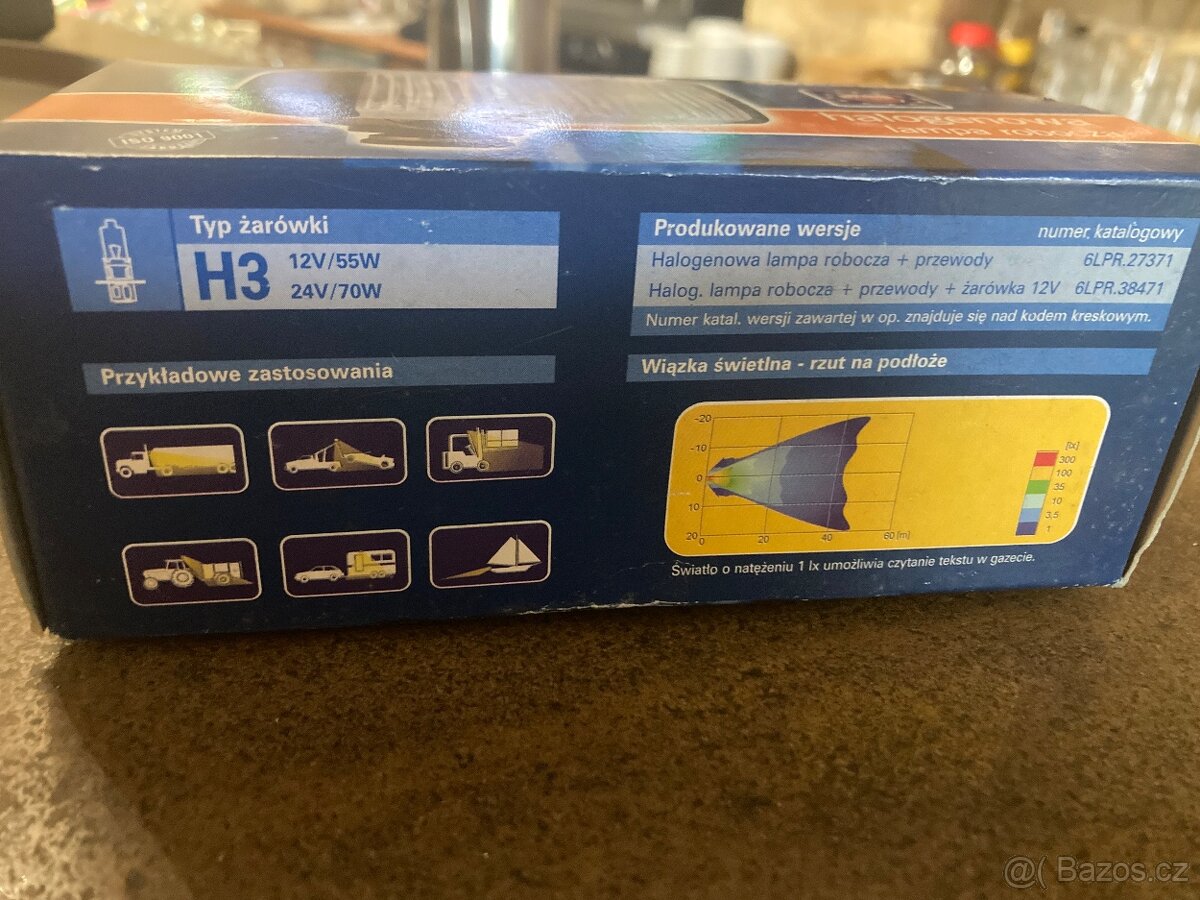 halogenowa
lampa robocza
ISO 9001
Typ żarówki
H3 12V/55W
24V/70W
Produkowane wersje numer katalogowy
Halogenowa lampa robocza + przewody 6LPR.27371
Halog. lampa robocza + przewody + żarówka 12V 6LPR.38471
Numer katal. wersji zawartej w op. znajduje się nad kodem kreskowym.
Przykładowe zastosowania
Wiązka świetlna - rzut na podłoże
-20
-10
0
10
20
0 20 40 60 [m]
[lx]
300
100
35
10
3,5
1
Światło o natężeniu 1 lx umożliwia czytanie tekstu w gazecie.
@( Bazos.cz